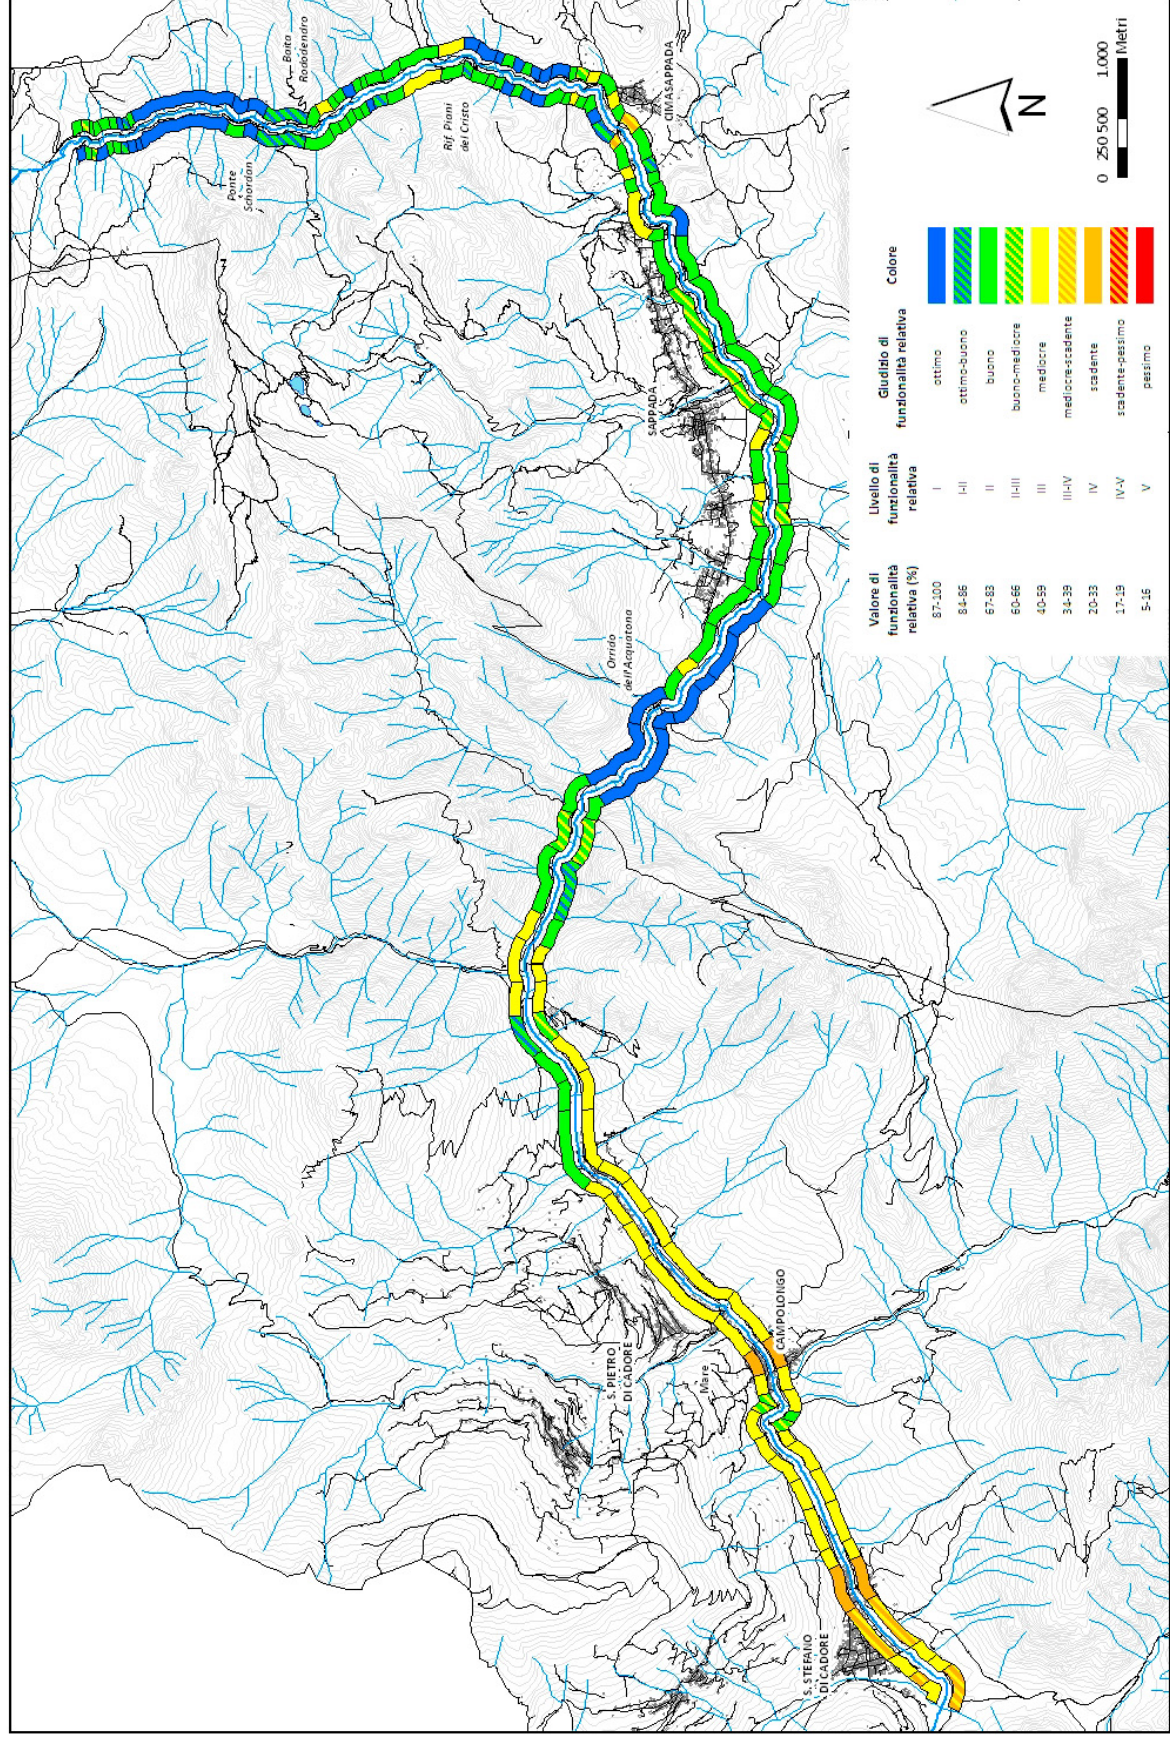 Baita
Rododendro
Ponte
Schordan
Rif. Piani
del Cristo
CIMASAPPADA
SAPPADA
Orrido
dell'Acquatona
CAMPOLONGO
S. PIETRO
DI CADORE
Mare
S. STEFANO
DI CADORE
N
0 250 500 1.000
Metri
Valore di
funzionalità
relativa (%)
Livello di
funzionalità
relativa
Giudizio di
funzionalità relativa
Colore
87-100 I ottimo
84-86 I-II ottimo-buono
67-83 II buono
60-66 II-III buono-mediocre
40-59 III mediocre
34-39 III-IV mediocre-scadente
20-33 IV scadente
17-19 IV-V scadente-pessimo
5-16 V pessimo